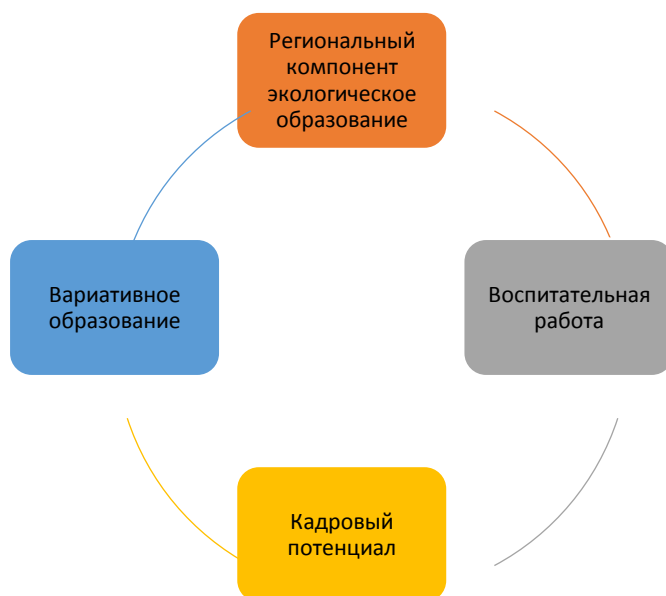 Региональный
компонент
экологическое
образование
Вариативное
образование
Воспитательная
работа
Кадровый
потенциал